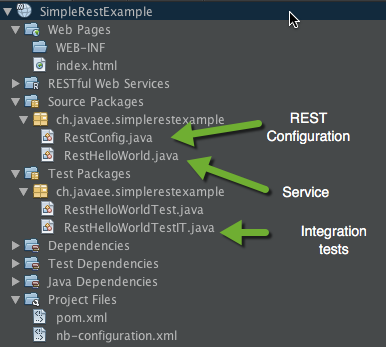 SimpleRestExample
Web Pages
WEB-INF
index.html
RESTful Web Services
Source Packages
ch.javaee.simplerestexample
RestConfig.java
RestHelloWorld.java
REST
Configuration
Test Packages
Service
ch.javaee.simplerestexample
RestHelloWorldTest.java
RestHelloWorldTestIT.java
Integration
tests
Dependencies
Test Dependencies
Java Dependencies
Project Files
pom.xml
nb-configuration.xml